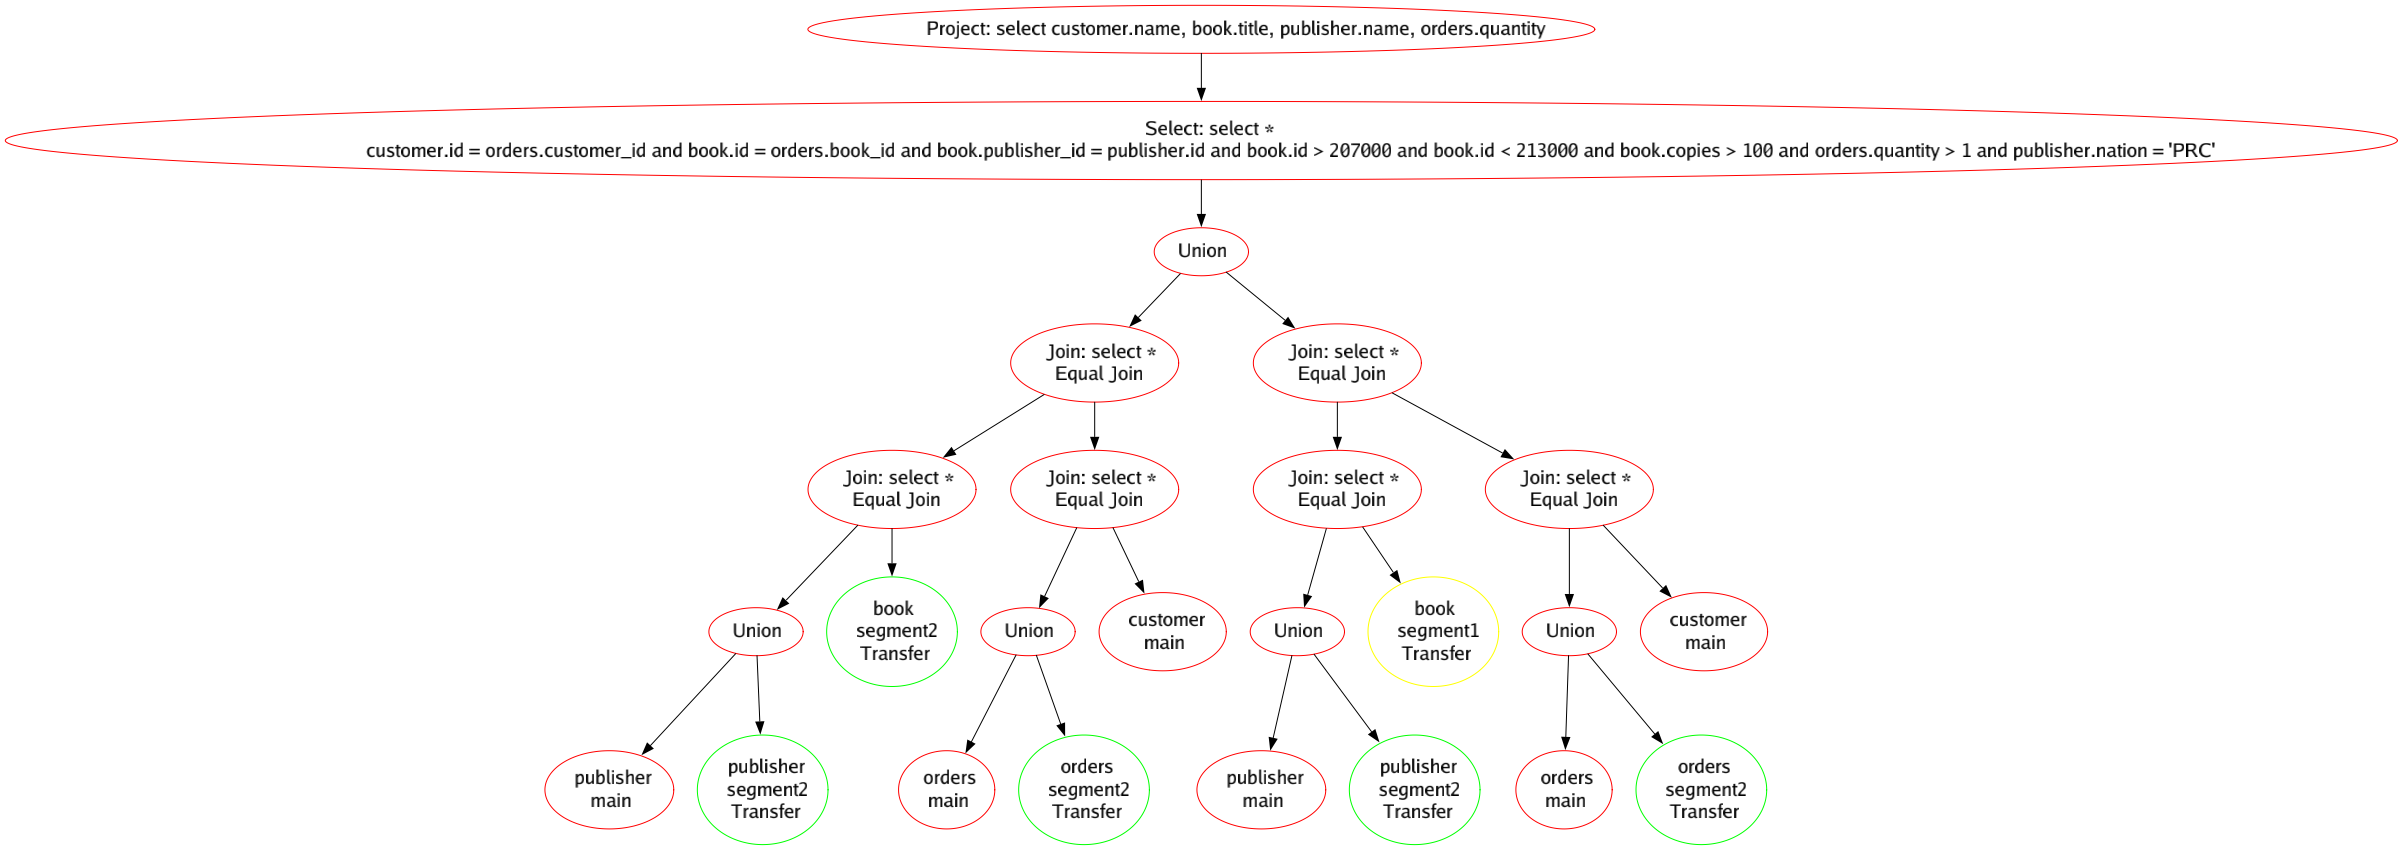 Project: select customer.name, book.title, publisher.name, orders.quantity
Select: select *
customer.id = orders.customer_id and book.id = orders.book_id and book.publisher_id = publisher.id and book.id > 207000 and book.id < 213000 and book.copies > 100 and orders.quantity > 1 and publisher.nation = 'PRC'
Union
Join: select *
Equal Join
Join: select *
Equal Join
Join: select *
Equal Join
Join: select *
Equal Join
Join: select *
Equal Join
Join: select *
Equal Join
Union
book
segment2
Transfer
Union
customer
main
Union
book
segment1
Transfer
Union
customer
main
publisher
main
publisher
segment2
Transfer
orders
main
orders
segment2
Transfer
publisher
main
publisher
segment2
Transfer
orders
main
orders
segment2
Transfer